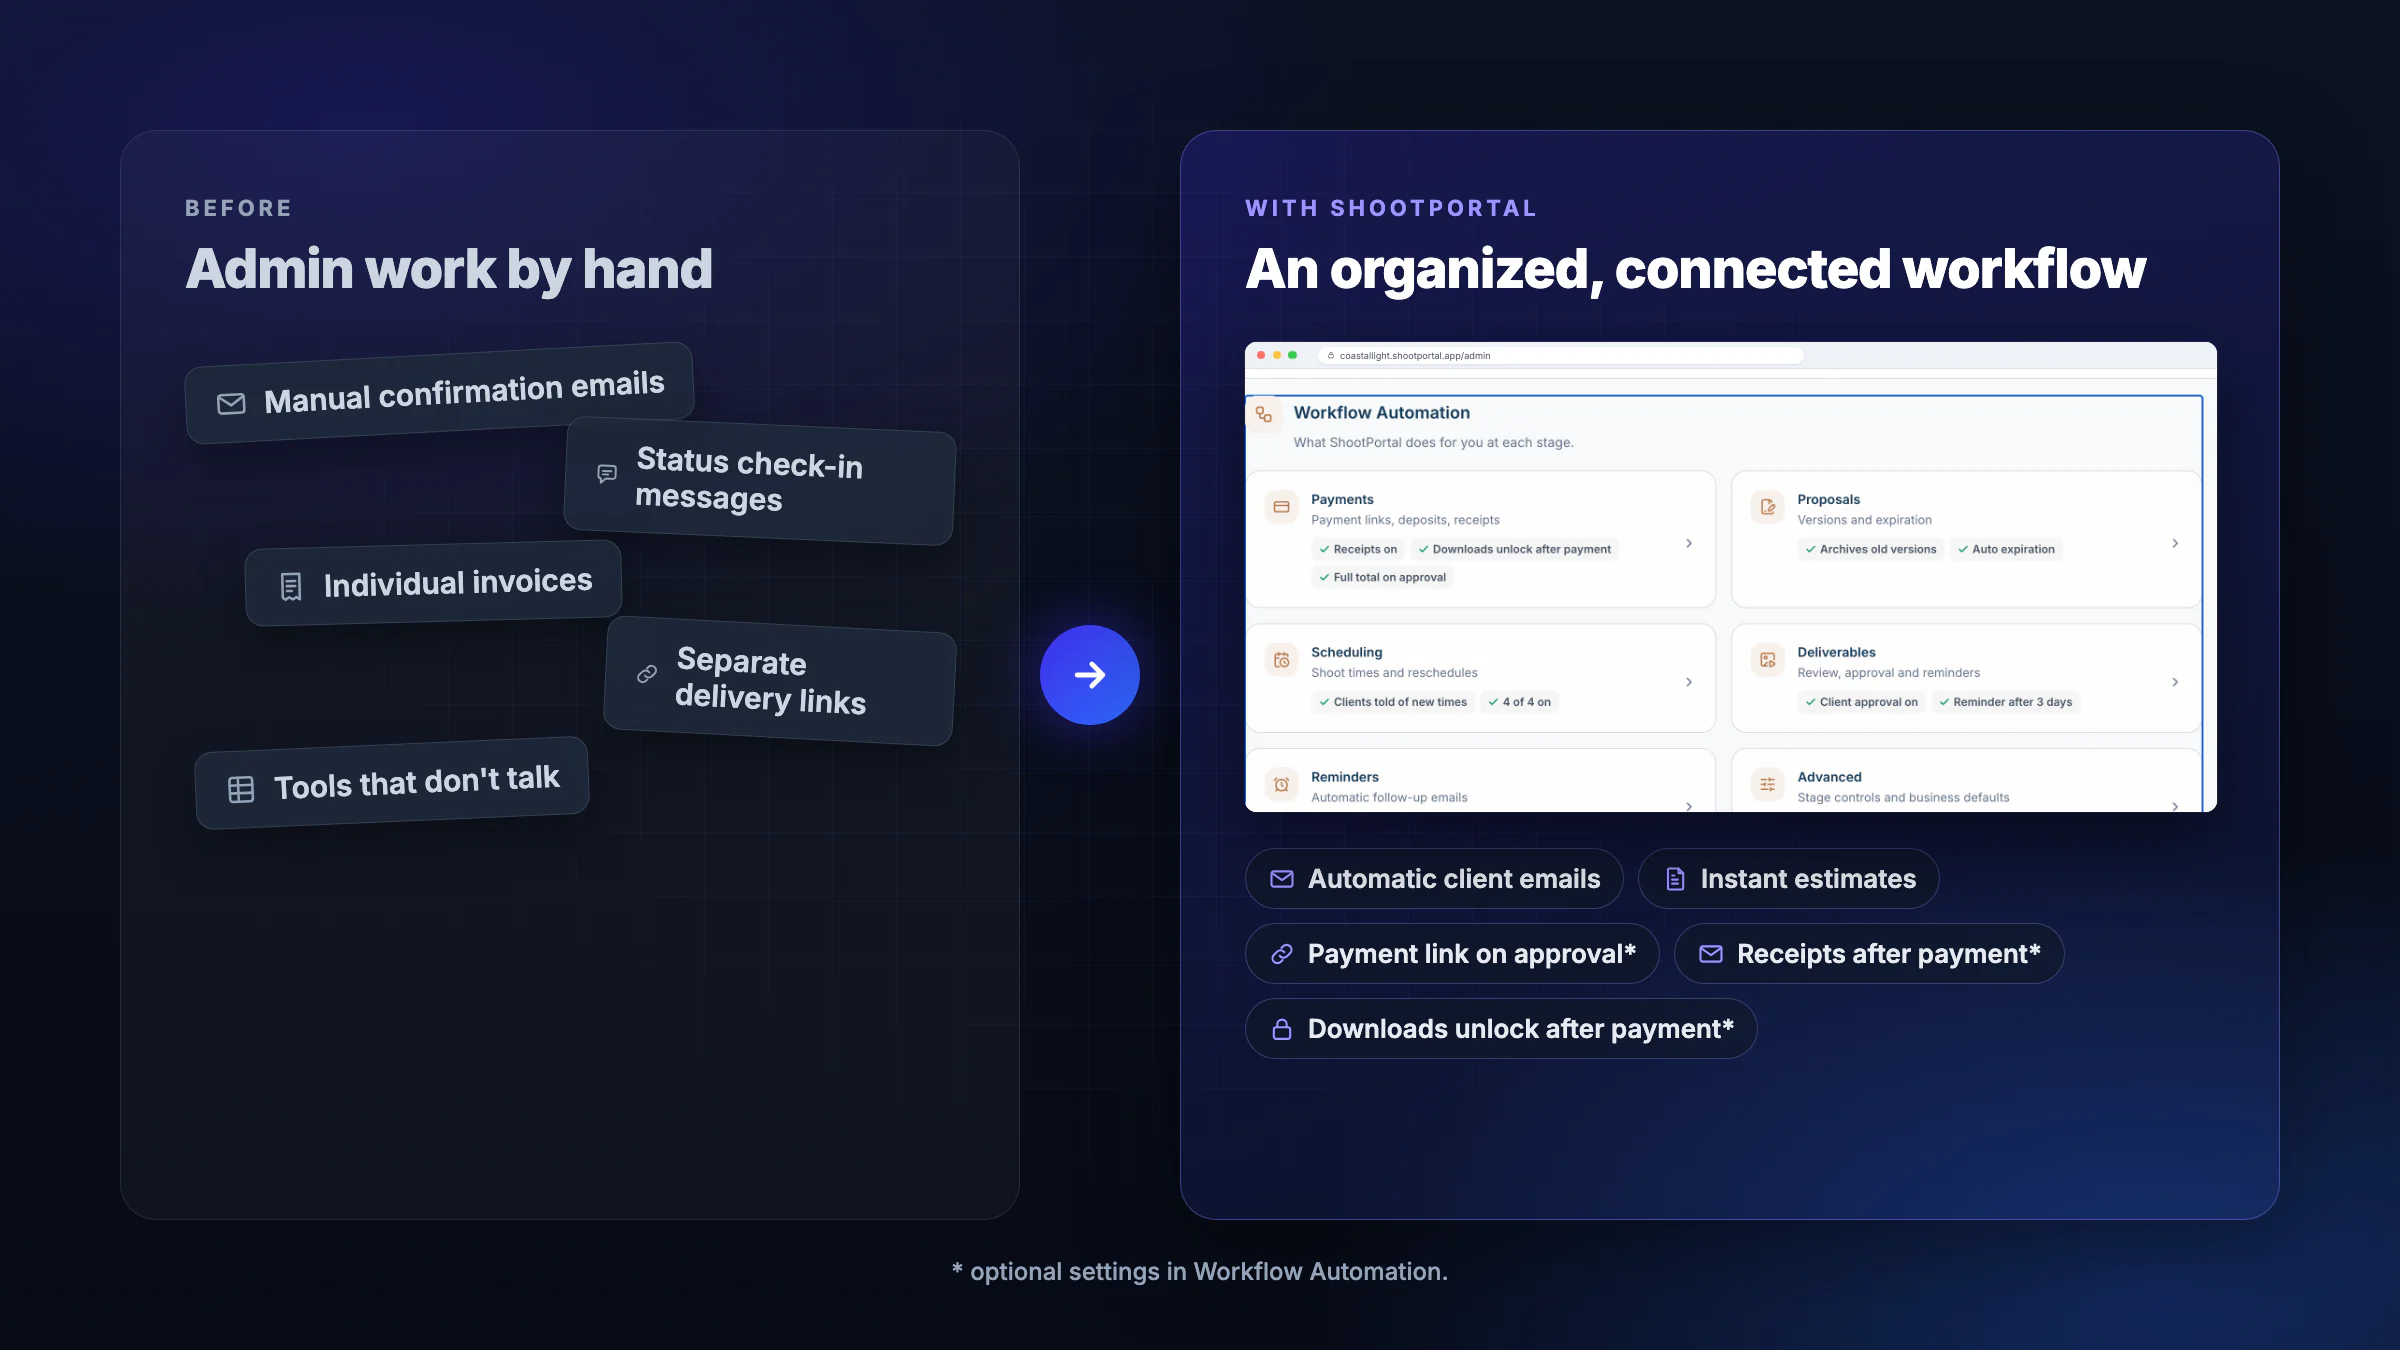 BEFORE
Admin work by hand
Manual confirmation emails
Status check-in
messages
Individual invoices
Separate
delivery links
Tools that don't talk
WITH SHOOTPORTAL
An organized, connected workflow
coastallight.shootportal.app/admin
Workflow Automation
What ShootPortal does for you at each stage.
Payments
Payment links, deposits, receipts
Receipts on
Downloads unlock after payment
Full total on approval
Proposals
Versions and expiration
Archives old versions
Auto expiration
Scheduling
Shoot times and reschedules
Clients told of new times
4 of 4 on
Deliverables
Review, approval and reminders
Client approval on
Reminder after 3 days
Reminders
Automatic follow-up emails
Advanced
Stage controls and business defaults
Automatic client emails
Instant estimates
Payment link on approval*
Receipts after payment*
Downloads unlock after payment*
* optional settings in Workflow Automation.